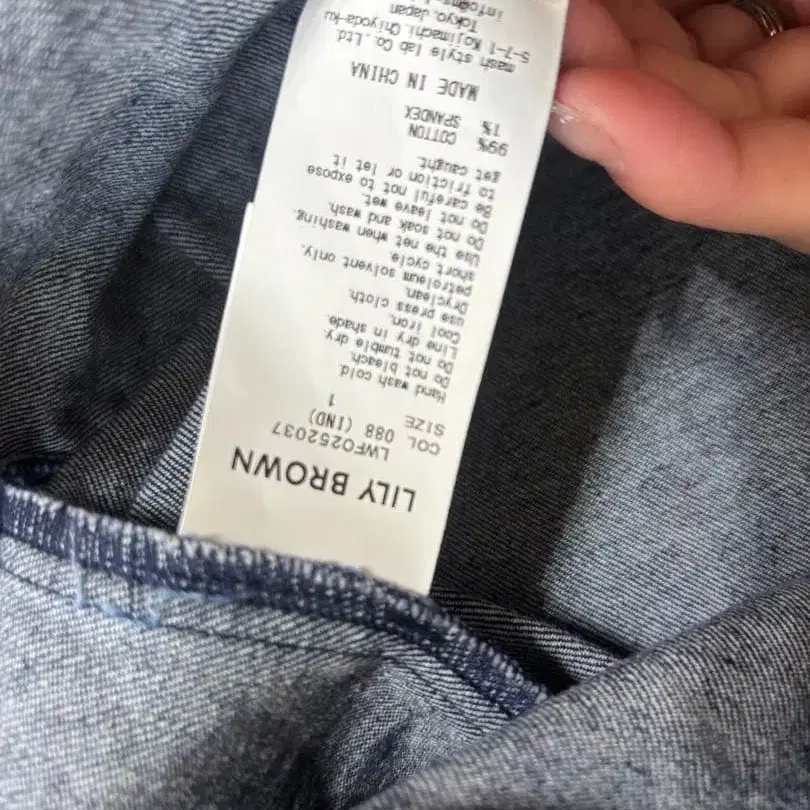 LILY BROWN
LWFO252037
COL 088 (IND)
SIZE 1
Hand wash cold.
Do not bleach.
Do not tumble dry.
Line dry in shade.
Cool iron.
use press cloth.
Dryclean.
petroleum solvent only.
short cycle.
Use the net when washing.
Do not soak and wash.
Do not leave wet.
Be careful not to expose
to friction or let it
get caught.
99% COTTON
1% SPANDEX
MADE IN CHINA
mash style lab Co., Ltd.
5-7-1 Kojimachi, Chiyoda-ku
Tokyo, Japan